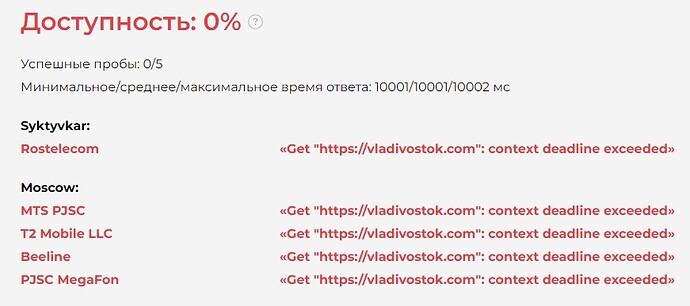 Доступность: 0% ?
Успешные пробы: 0/5
Минимальное/среднее/максимальное время ответа: 10001/10001/10002 мс
Syktyvkar:
Rostelecom «Get "https://vladivostok.com": context deadline exceeded»
Moscow:
MTS PJSC «Get "https://vladivostok.com": context deadline exceeded»
T2 Mobile LLC «Get "https://vladivostok.com": context deadline exceeded»
Beeline «Get "https://vladivostok.com": context deadline exceeded»
PJSC MegaFon «Get "https://vladivostok.com": context deadline exceeded»